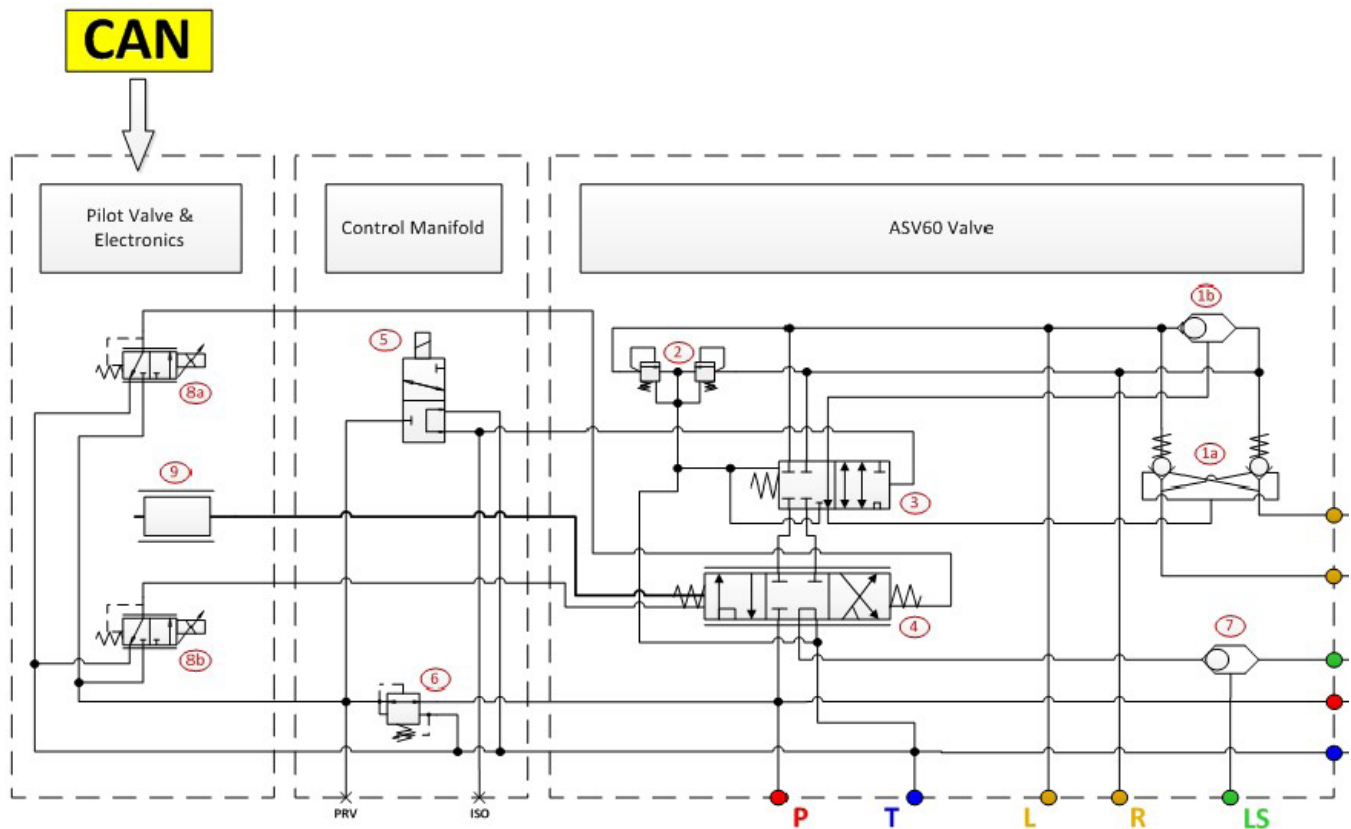 CAN
Pilot Valve &
Electronics
Control Manifold
ASV60 Valve
1b
5
2
8a
1a
9
3
4
7
8b
6
PRV
ISO
P
T
L
R
LS